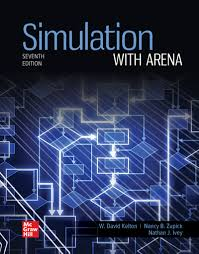 Simulation
SEVENTH
EDITION
WITH ARENA
Mc
Graw
Hill
W. David Kelton | Nancy B. Zupick
Nathan J. Ivey